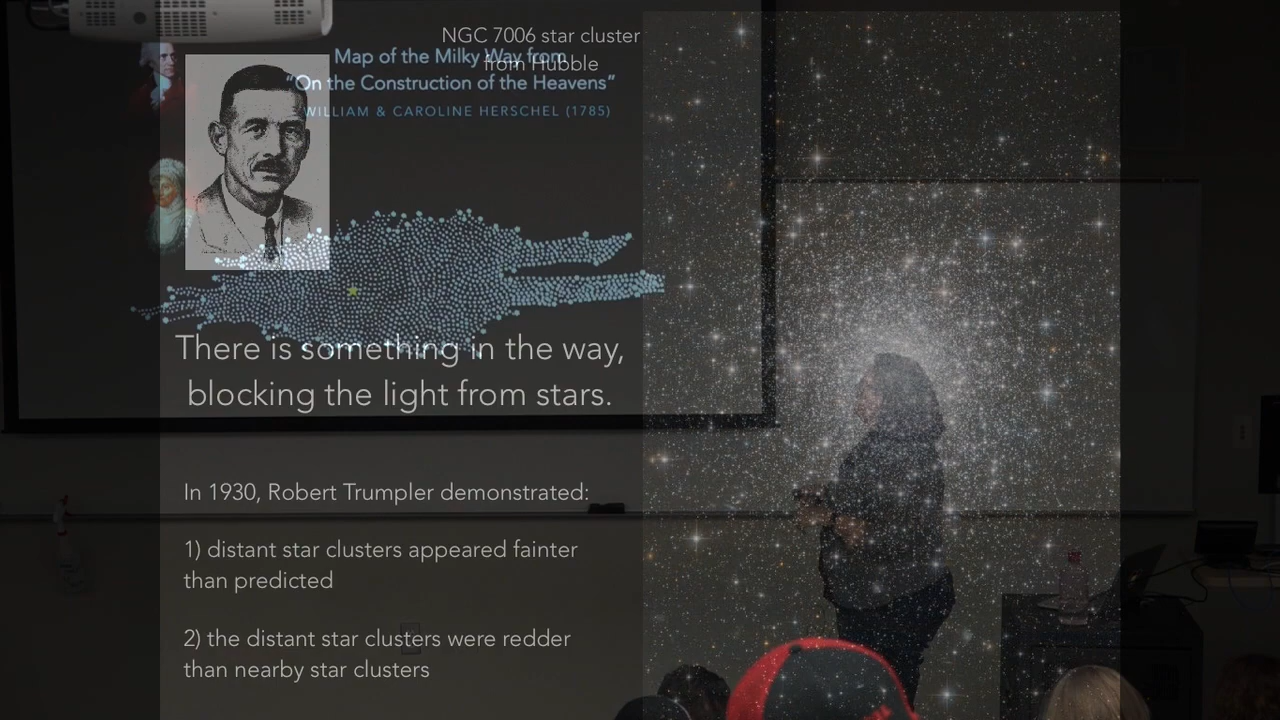 NGC 7006 star cluster
from Hubble
Map of the Milky Way from
“On the Construction of the Heavens”
WILLIAM & CAROLINE HERSCHEL (1785)
There is something in the way,
blocking the light from stars.
In 1930, Robert Trumpler demonstrated:
1) distant star clusters appeared fainter
than predicted
2) the distant star clusters were redder
than nearby star clusters